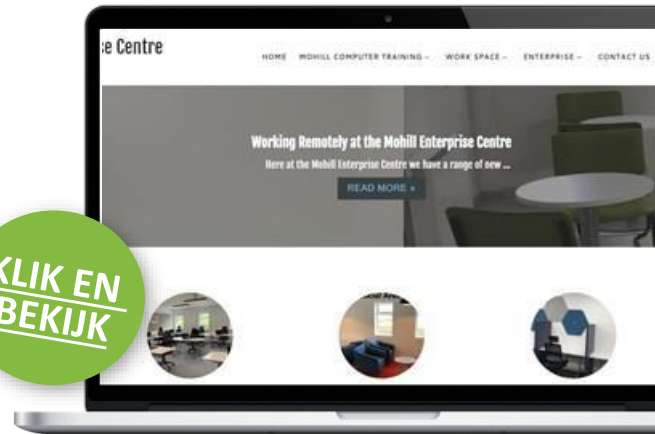 e Centre
HOME MOHILL COMPUTER TRAINING WORK SPACE ENTERPRISE CONTACT US
Working Remotely at the Mohill Enterprise Centre
Here at the Mohill Enterprise Centre we have a range of new ...
READ MORE »
KLIK EN
BEKIJK